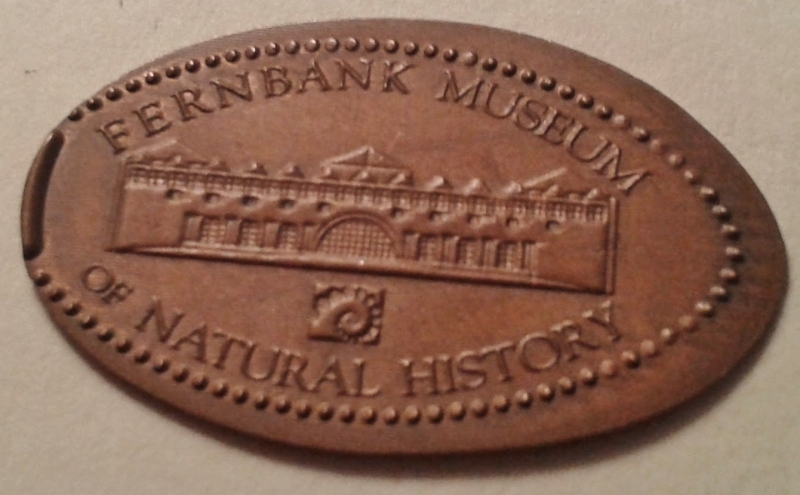 FERNBANK MUSEUM
OF NATURAL HISTORY